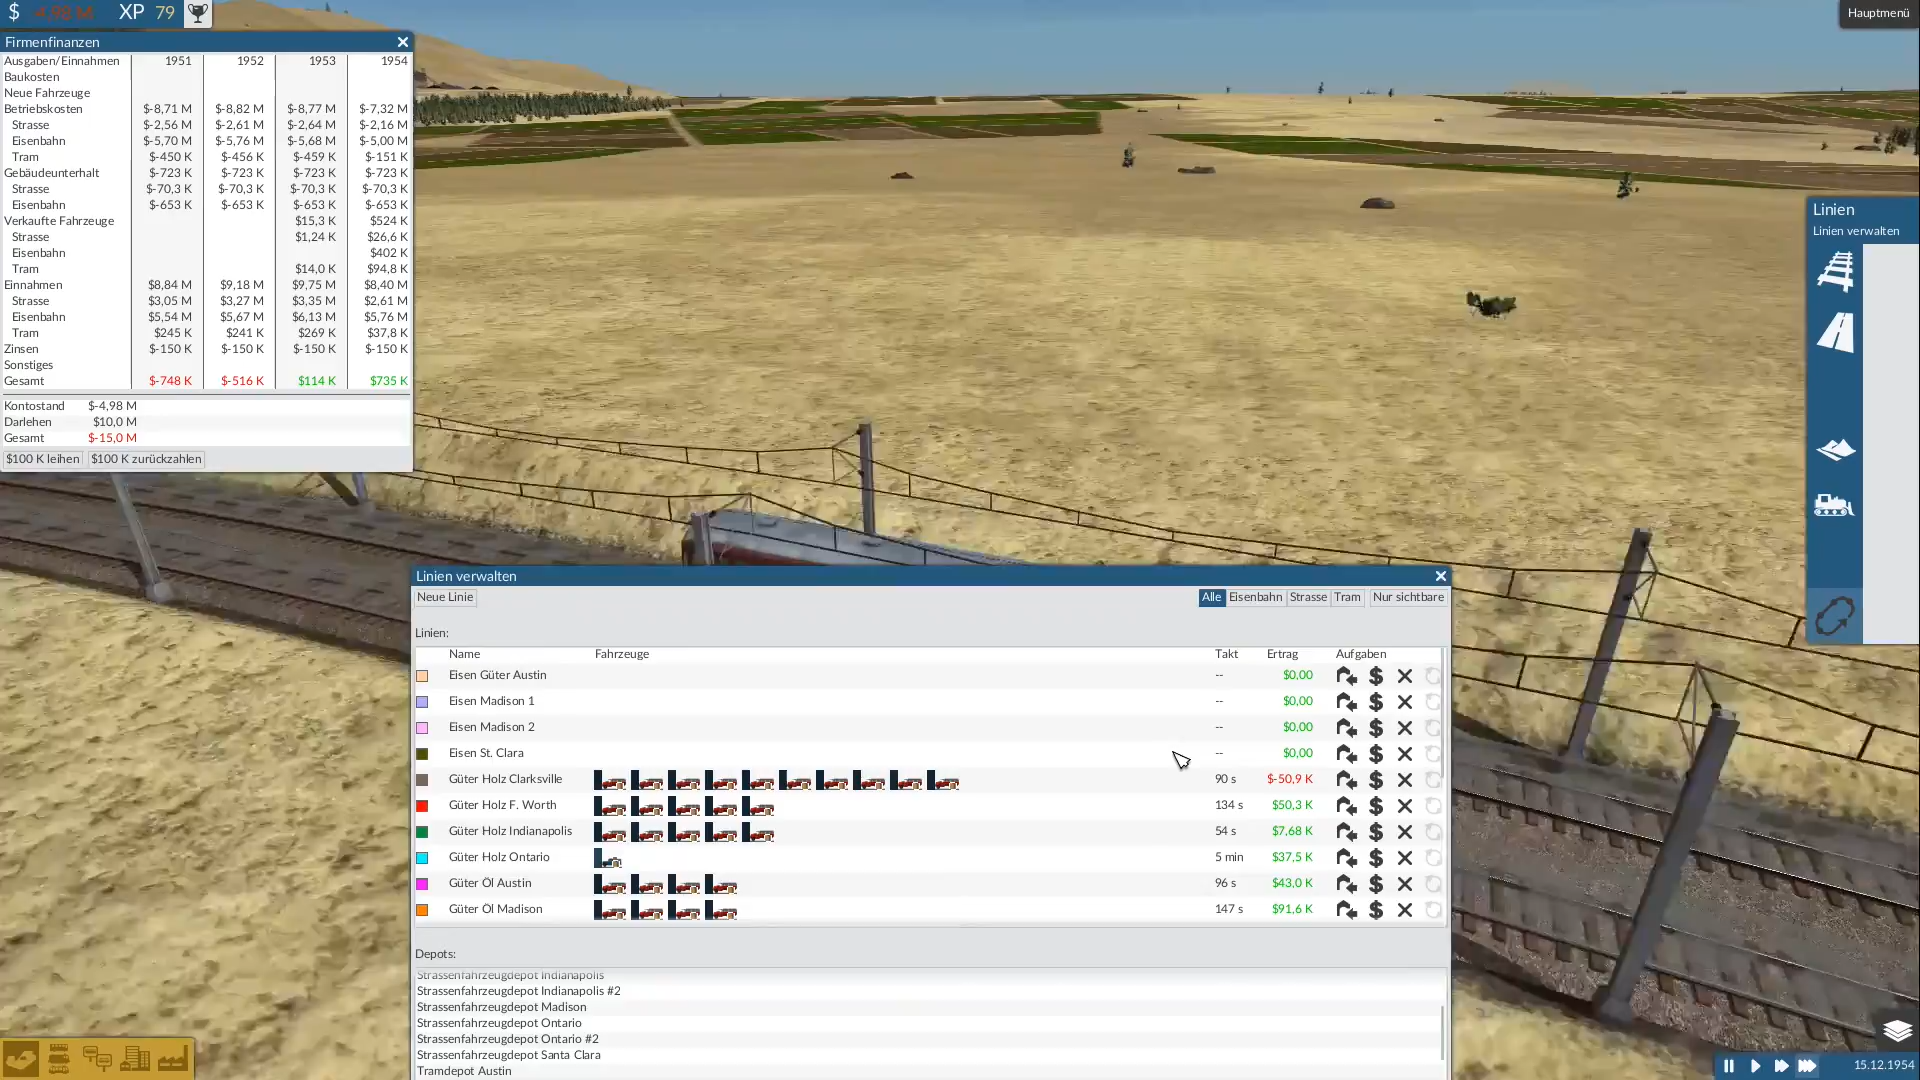 $ -4,98 M XP 79
Hauptmenü
Firmenfinanzen
Ausgaben/Einnahmen 1951 1952 1953 1954
Baukosten
Neue Fahrzeuge
Betriebskosten $-8,71 M $-8,82 M $-8,77 M $-7,32 M
Strasse $-2,56 M $-2,61 M $-2,64 M $-2,16 M
Eisenbahn $-5,70 M $-5,76 M $-5,68 M $-5,00 M
Tram $-450 K $-456 K $-459 K $-151 K
Gebäudeunterhalt $-723 K $-723 K $-723 K $-723 K
Strasse $-70,3 K $-70,3 K $-70,3 K $-70,3 K
Eisenbahn $-653 K $-653 K $-653 K $-653 K
Verkaufte Fahrzeuge $15,3 K $524 K
Strasse $1,24 K $26,6 K
Eisenbahn $402 K
Tram $14,0 K $94,8 K
Einnahmen $8,84 M $9,18 M $9,75 M $8,40 M
Strasse $3,05 M $3,27 M $3,35 M $2,61 M
Eisenbahn $5,54 M $5,67 M $6,13 M $5,76 M
Tram $245 K $241 K $269 K $37,8 K
Zinsen $-150 K $-150 K $-150 K $-150 K
Sonstiges
Gesamt $-748 K $-516 K $114 K $735 K
Kontostand $-4,98 M
Darlehen $10,0 M
Gesamt $-15,0 M
$100 K leihen $100 K zurückzahlen
Linien
Linien verwalten
Linien verwalten
Neue Linie Alle Eisenbahn Strasse Tram Nur sichtbare
Linien:
Name Fahrzeuge Takt Ertrag Aufgaben
Eisen Güter Austin -- $0,00
Eisen Madison 1 -- $0,00
Eisen Madison 2 -- $0,00
Eisen St. Clara -- $0,00
Güter Holz Clarksville 90 s $-50,9 K
Güter Holz F. Worth 134 s $50,3 K
Güter Holz Indianapolis 54 s $7,68 K
Güter Holz Ontario 5 min $37,5 K
Güter Öl Austin 96 s $43,0 K
Güter Öl Madison 147 s $91,6 K
Depots:
Strassenfahrzeugdepot Indianapolis
Strassenfahrzeugdepot Indianapolis #2
Strassenfahrzeugdepot Madison
Strassenfahrzeugdepot Ontario
Strassenfahrzeugdepot Ontario #2
Strassenfahrzeugdepot Santa Clara
Tramdepot Austin
15.12.1954